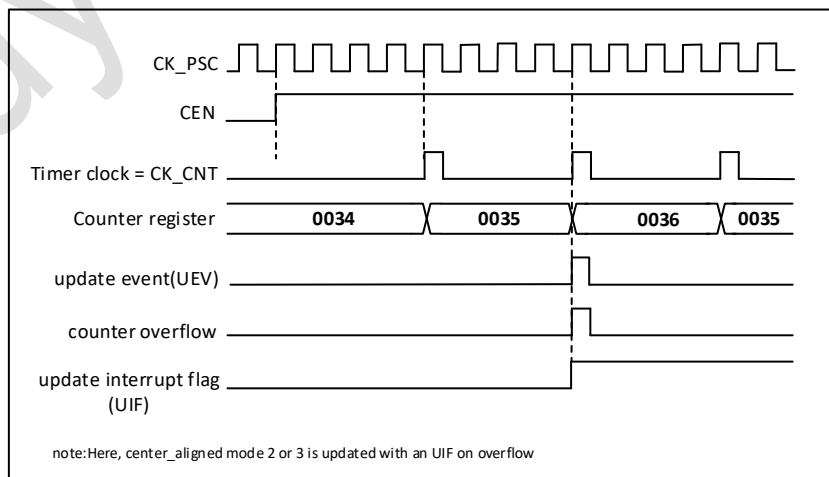 CK_PSC
CEN
Timer clock = CK_CNT
Counter register 0034 0035 0036 0035
update event(UEV)
counter overflow
update interrupt flag
(UIF)
note:Here, center_aligned mode 2 or 3 is updated with an UIF on overflow